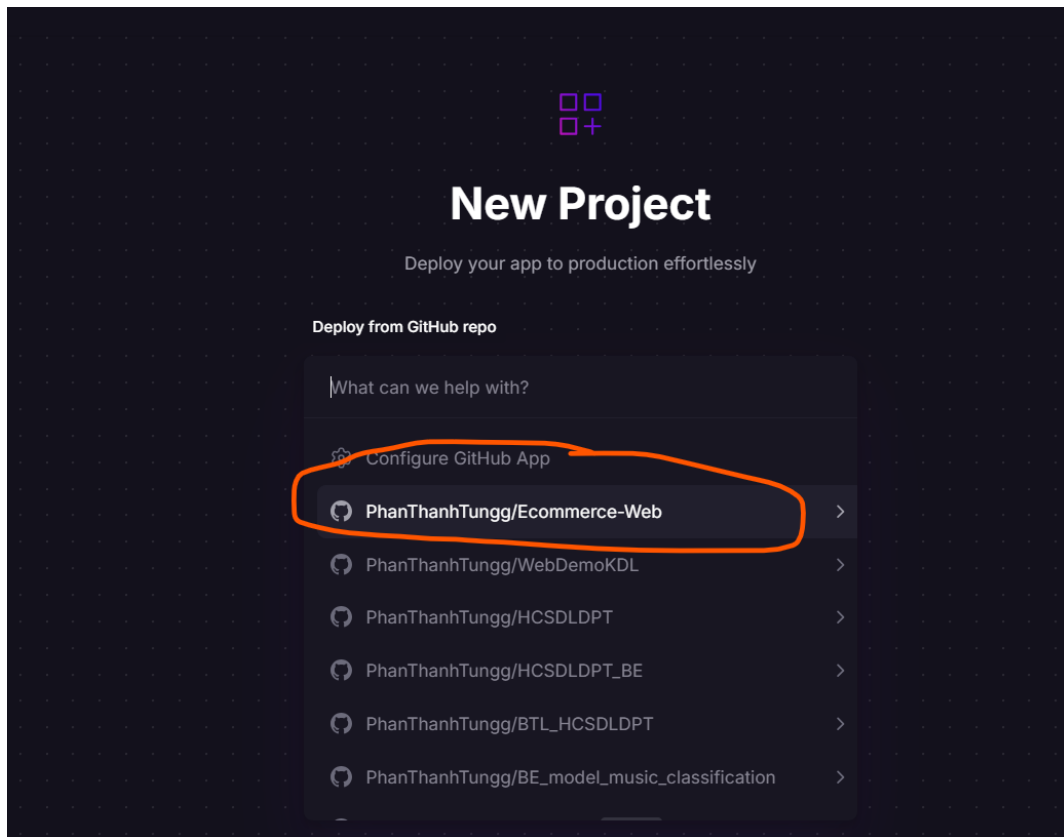 New Project
Deploy your app to production effortlessly
Deploy from GitHub repo
What can we help with?
Configure GitHub App
PhanThanhTungg/Ecommerce-Web
PhanThanhTungg/WebDemoKDL
PhanThanhTungg/HCSDLDPT
PhanThanhTungg/HCSDLDPT_BE
PhanThanhTungg/BTL_HCSDLDPT
PhanThanhTungg/BE_model_music_classification